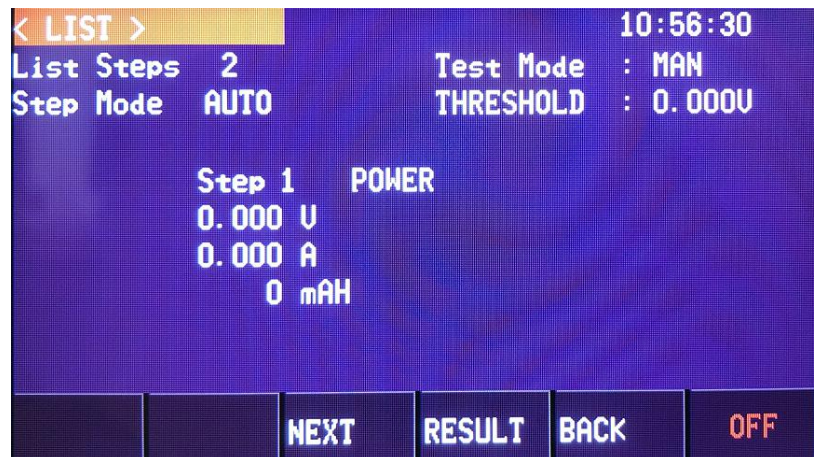 < LIST > 10:56:30
List Steps 2 Test Mode : MAN
Step Mode AUTO THRESHOLD : 0.000V
Step 1 POWER
0.000 V
0.000 A
0 mAH
NEXT RESULT BACK OFF